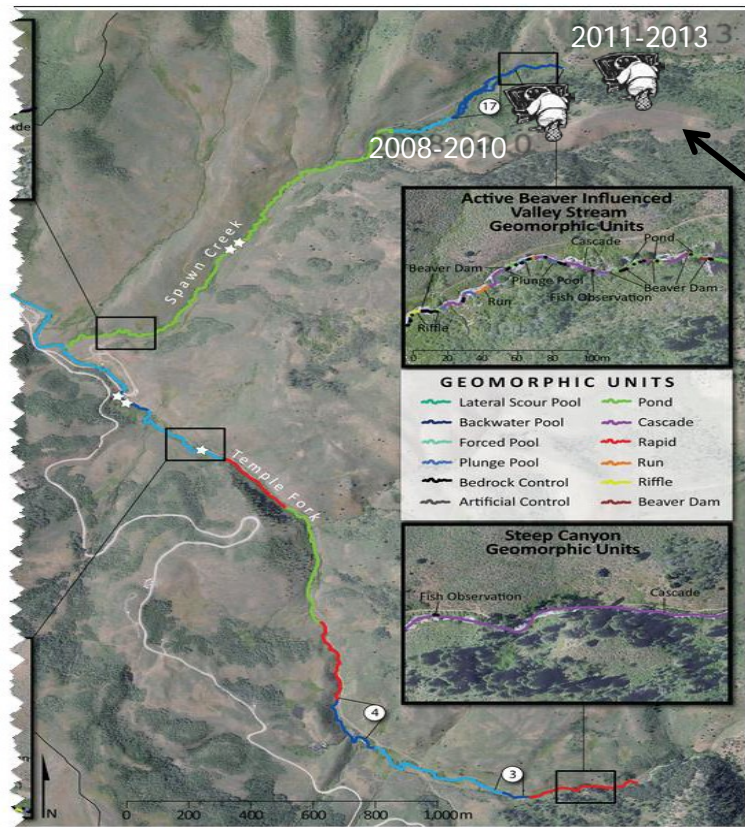 2011-2013
17
2008-2010
Spawn Creek
Active Beaver Influenced
Valley Stream
Geomorphic Units
Cascade
Pond
Beaver Dam
Plunge Pool
Beaver Dam
Run
Fish Observation
Riffle
0 20 40 60 100m
GEOMORPHIC UNITS
Lateral Scour Pool
Pond
Backwater Pool
Cascade
Forced Pool
Rapid
Plunge Pool
Run
Bedrock Control
Riffle
Artificial Control
Beaver Dam
Temple Fork
Steep Canyon
Geomorphic Units
Fish Observation
Cascade
4
3
N
0 200 400 600 800 1,000m